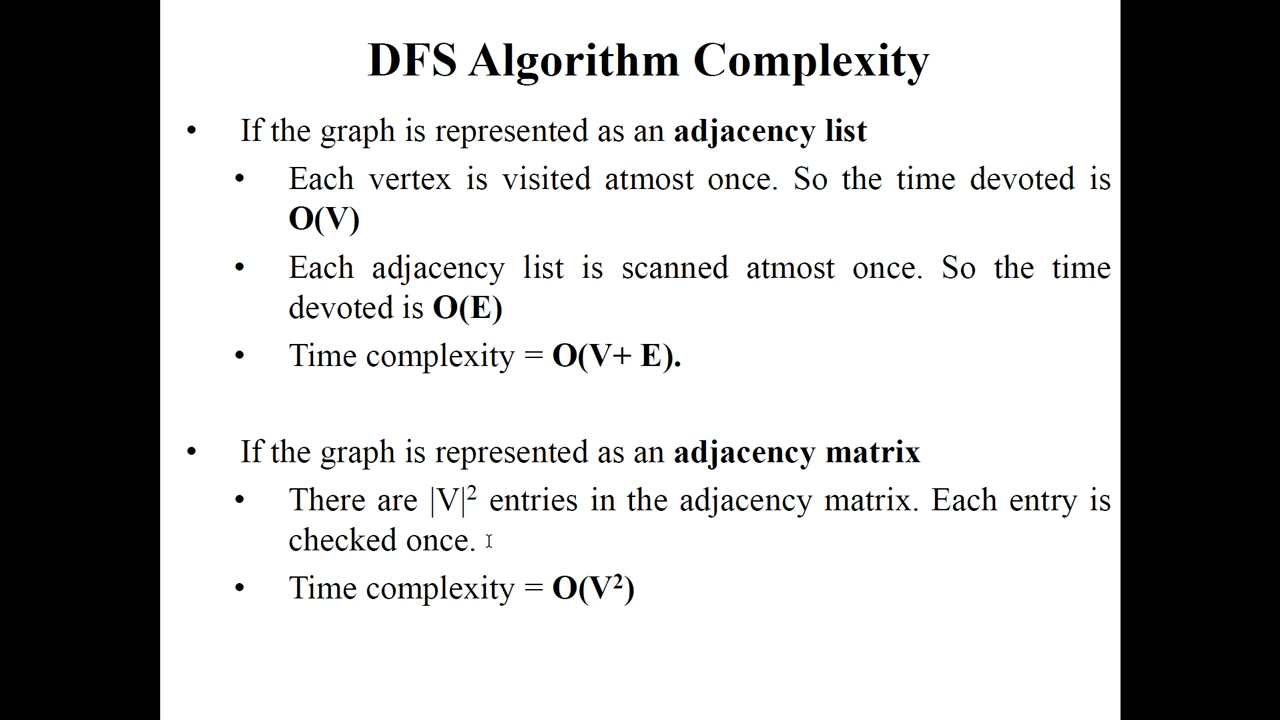 DFS Algorithm Complexity
• If the graph is represented as an adjacency list
• Each vertex is visited atmost once. So the time devoted is
O(V)
• Each adjacency list is scanned atmost once. So the time
devoted is O(E)
• Time complexity = O(V+ E).
• If the graph is represented as an adjacency matrix
• There are |V|² entries in the adjacency matrix. Each entry is
checked once.
• Time complexity = O(V²)